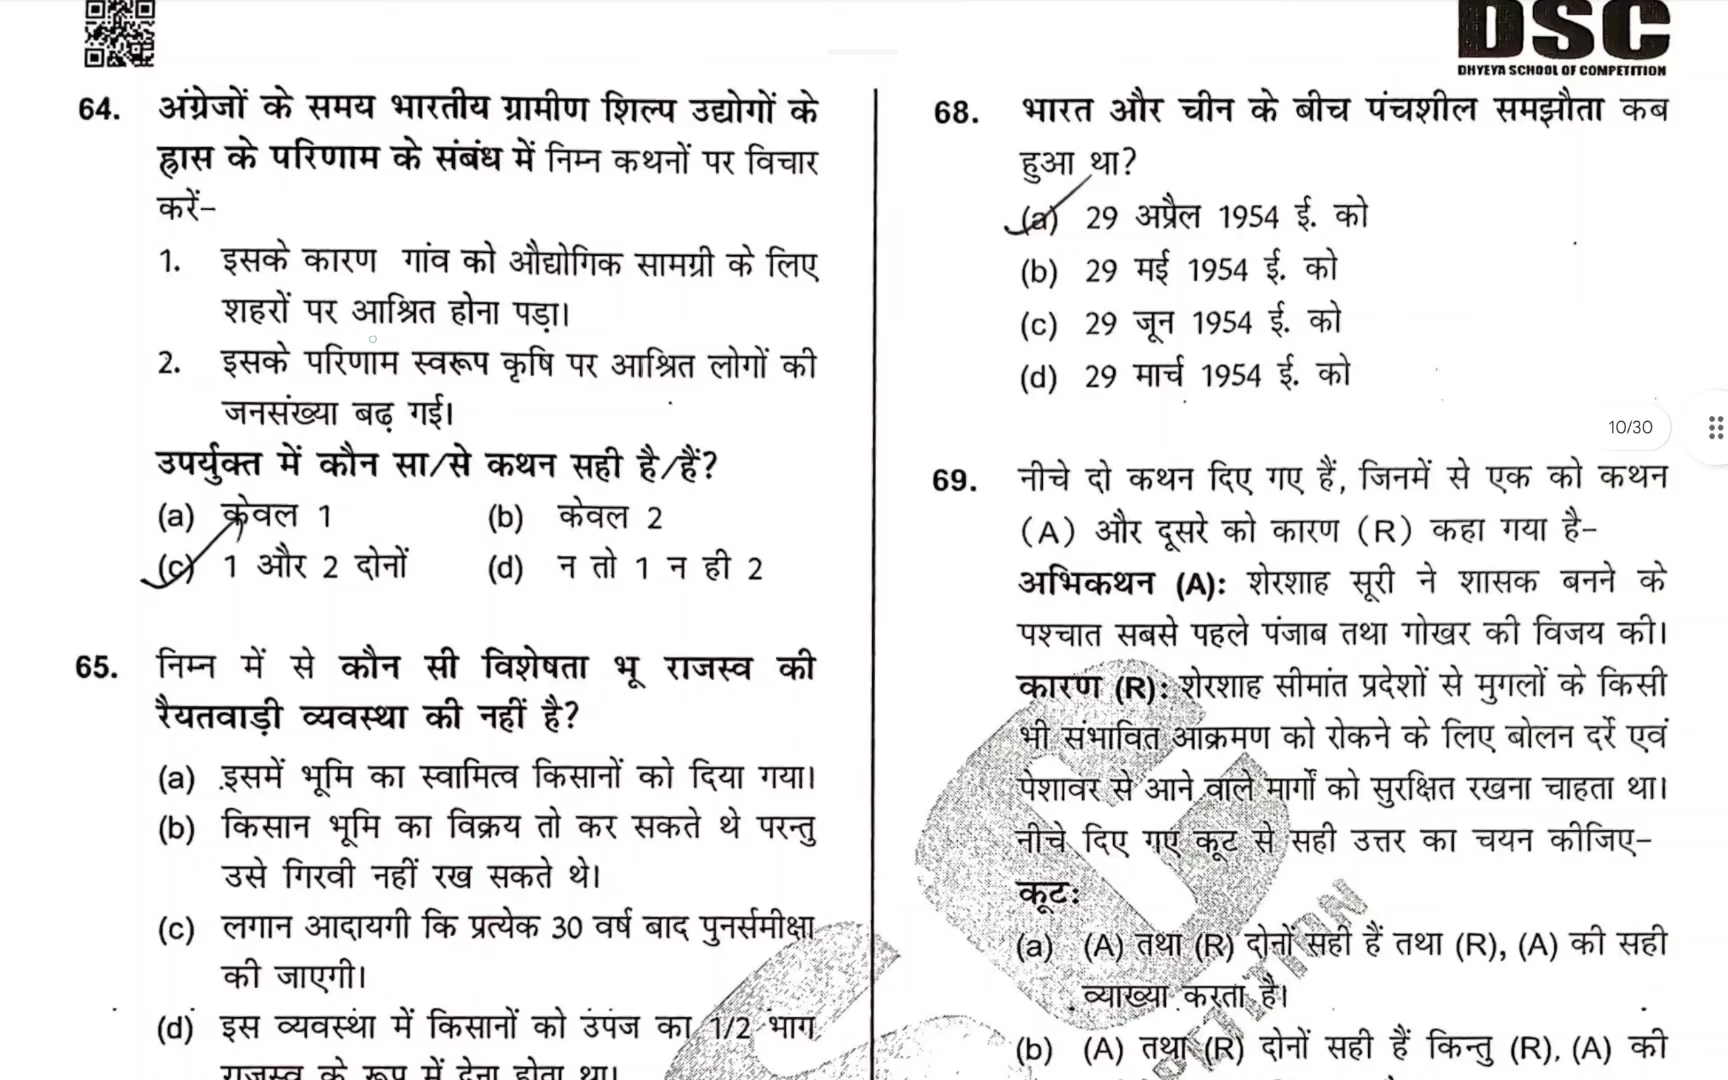 DSC
DHYEYA SCHOOL OF COMPETITION
64. अंग्रेजों के समय भारतीय ग्रामीण शिल्प उद्योगों के
ह्रास के परिणाम के संबंध में निम्न कथनों पर विचार
करें-
1. इसके कारण गांव को औद्योगिक सामग्री के लिए
शहरों पर आश्रित होना पड़ा।
2. इसके परिणाम स्वरूप कृषि पर आश्रित लोगों की
जनसंख्या बढ़ गई।
उपर्युक्त में कौन सा/से कथन सही है/हैं?
(a) केवल 1 (b) केवल 2
(c) 1 और 2 दोनों (d) न तो 1 न ही 2
65. निम्न में से कौन सी विशेषता भू राजस्व की
रैयतवाड़ी व्यवस्था की नहीं है?
(a) इसमें भूमि का स्वामित्व किसानों को दिया गया।
(b) किसान भूमि का विक्रय तो कर सकते थे परन्तु
उसे गिरवी नहीं रख सकते थे।
(c) लगान आदायगी कि प्रत्येक 30 वर्ष बाद पुनर्समीक्षा
की जाएगी।
(d) इस व्यवस्था में किसानों को उपज का 1/2 भाग
राजस्व के रूप में देना होता था।
68. भारत और चीन के बीच पंचशील समझौता कब
हुआ था?
(a) 29 अप्रैल 1954 ई. को
(b) 29 मई 1954 ई. को
(c) 29 जून 1954 ई. को
(d) 29 मार्च 1954 ई. को
10/30
69. नीचे दो कथन दिए गए हैं, जिनमें से एक को कथन
(A) और दूसरे को कारण (R) कहा गया है-
अभिकथन (A): शेरशाह सूरी ने शासक बनने के
पश्चात सबसे पहले पंजाब तथा गोखर की विजय की।
कारण (R): शेरशाह सीमांत प्रदेशों से मुगलों के किसी
भी संभावित आक्रमण को रोकने के लिए बोलन दर्रे एवं
पेशावर से आने वाले मार्गों को सुरक्षित रखना चाहता था।
नीचे दिए गए कूट से सही उत्तर का चयन कीजिए-
कूटः
(a) (A) तथा (R) दोनों सही हैं तथा (R), (A) की सही
व्याख्या करता है।
(b) (A) तथा (R) दोनों सही हैं किन्तु (R), (A) की